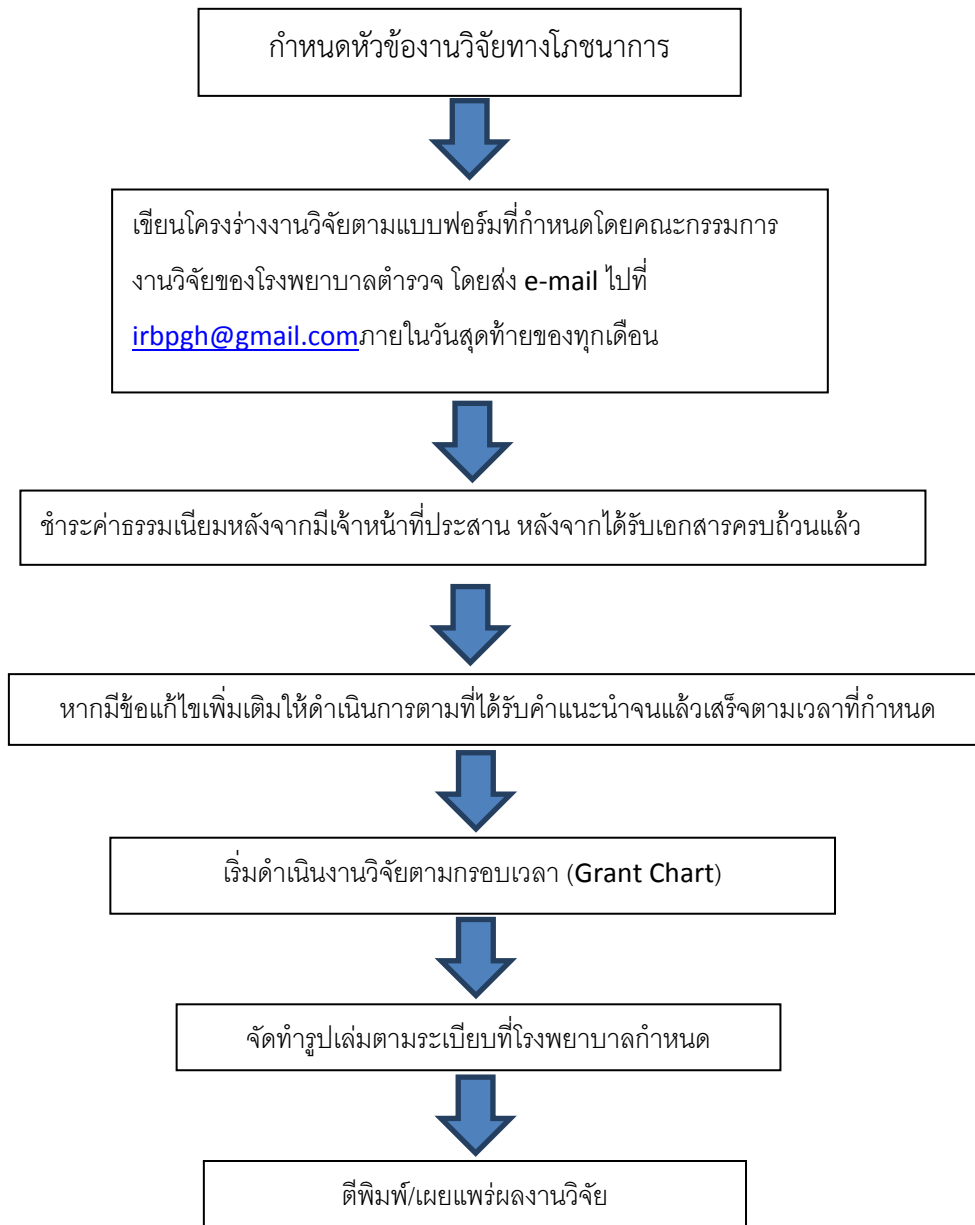 กำหนดหัวข้องานวิจัยทางโภชนาการ
เขียนโครงร่างงานวิจัยตามแบบฟอร์มที่กำหนดโดยคณะกรรมการ
งานวิจัยของโรงพยาบาลตำรวจ โดยส่ง e-mail ไปที่
irbpgh@gmail.comภายในวันสุดท้ายของทุกเดือน
ชำระค่าธรรมเนียมหลังจากมีเจ้าหน้าที่ประสาน หลังจากได้รับเอกสารครบถ้วนแล้ว
หากมีข้อแก้ไขเพิ่มเติมให้ดำเนินการตามที่ได้รับคำแนะนำจนแล้วเสร็จตามเวลาที่กำหนด
เริ่มดำเนินงานวิจัยตามกรอบเวลา (Grant Chart)
จัดทำรูปเล่มตามระเบียบที่โรงพยาบาลกำหนด
ตีพิมพ์/เผยแพร่ผลงานวิจัย